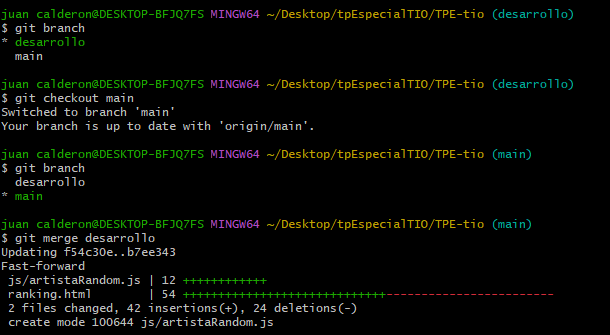 juan calderon@DESKTOP-BFJQ7FS MINGW64 ~/Desktop/tpEspecialTIO/TPE-tio (desarrollo)
$ git branch
* desarrollo
  main
juan calderon@DESKTOP-BFJQ7FS MINGW64 ~/Desktop/tpEspecialTIO/TPE-tio (desarrollo)
$ git checkout main
Switched to branch 'main'
Your branch is up to date with 'origin/main'.
juan calderon@DESKTOP-BFJQ7FS MINGW64 ~/Desktop/tpEspecialTIO/TPE-tio (main)
$ git branch
  desarrollo
* main
juan calderon@DESKTOP-BFJQ7FS MINGW64 ~/Desktop/tpEspecialTIO/TPE-tio (main)
$ git merge desarrollo
Updating f54c30e..b7ee343
Fast-forward
 js/artistaRandom.js | 12 ++++++++++++
 ranking.html        | 54 +++++++++++++++++++++++++++++------------------------
 2 files changed, 42 insertions(+), 24 deletions(-)
 create mode 100644 js/artistaRandom.js